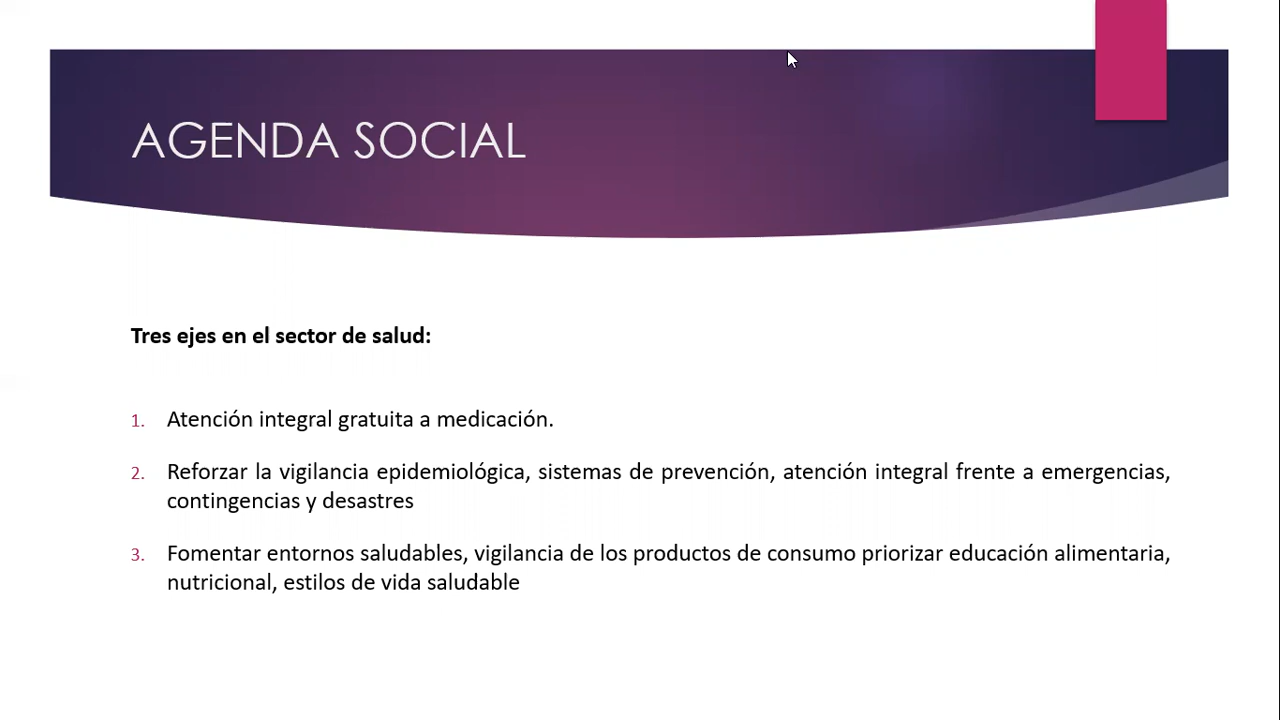 AGENDA SOCIAL
Tres ejes en el sector de salud:
1. Atención integral gratuita a medicación.
2. Reforzar la vigilancia epidemiológica, sistemas de prevención, atención integral frente a emergencias,
contingencias y desastres
3. Fomentar entornos saludables, vigilancia de los productos de consumo priorizar educación alimentaria,
nutricional, estilos de vida saludable